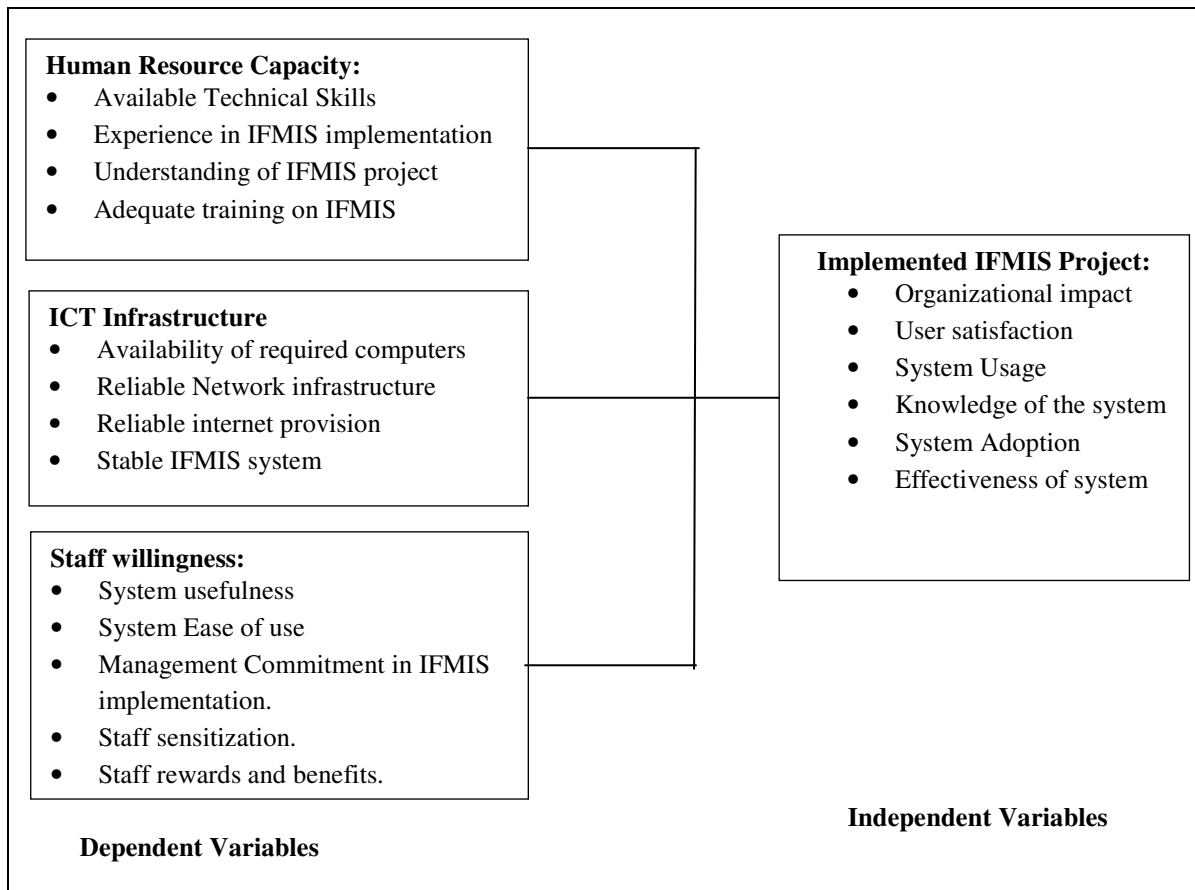 Human Resource Capacity:
• Available Technical Skills
• Experience in IFMIS implementation
• Understanding of IFMIS project
• Adequate training on IFMIS
ICT Infrastructure
• Availability of required computers
• Reliable Network infrastructure
• Reliable internet provision
• Stable IFMIS system
Staff willingness:
• System usefulness
• System Ease of use
• Management Commitment in IFMIS
implementation.
• Staff sensitization.
• Staff rewards and benefits.
Dependent Variables
Implemented IFMIS Project:
• Organizational impact
• User satisfaction
• System Usage
• Knowledge of the system
• System Adoption
• Effectiveness of system
Independent Variables